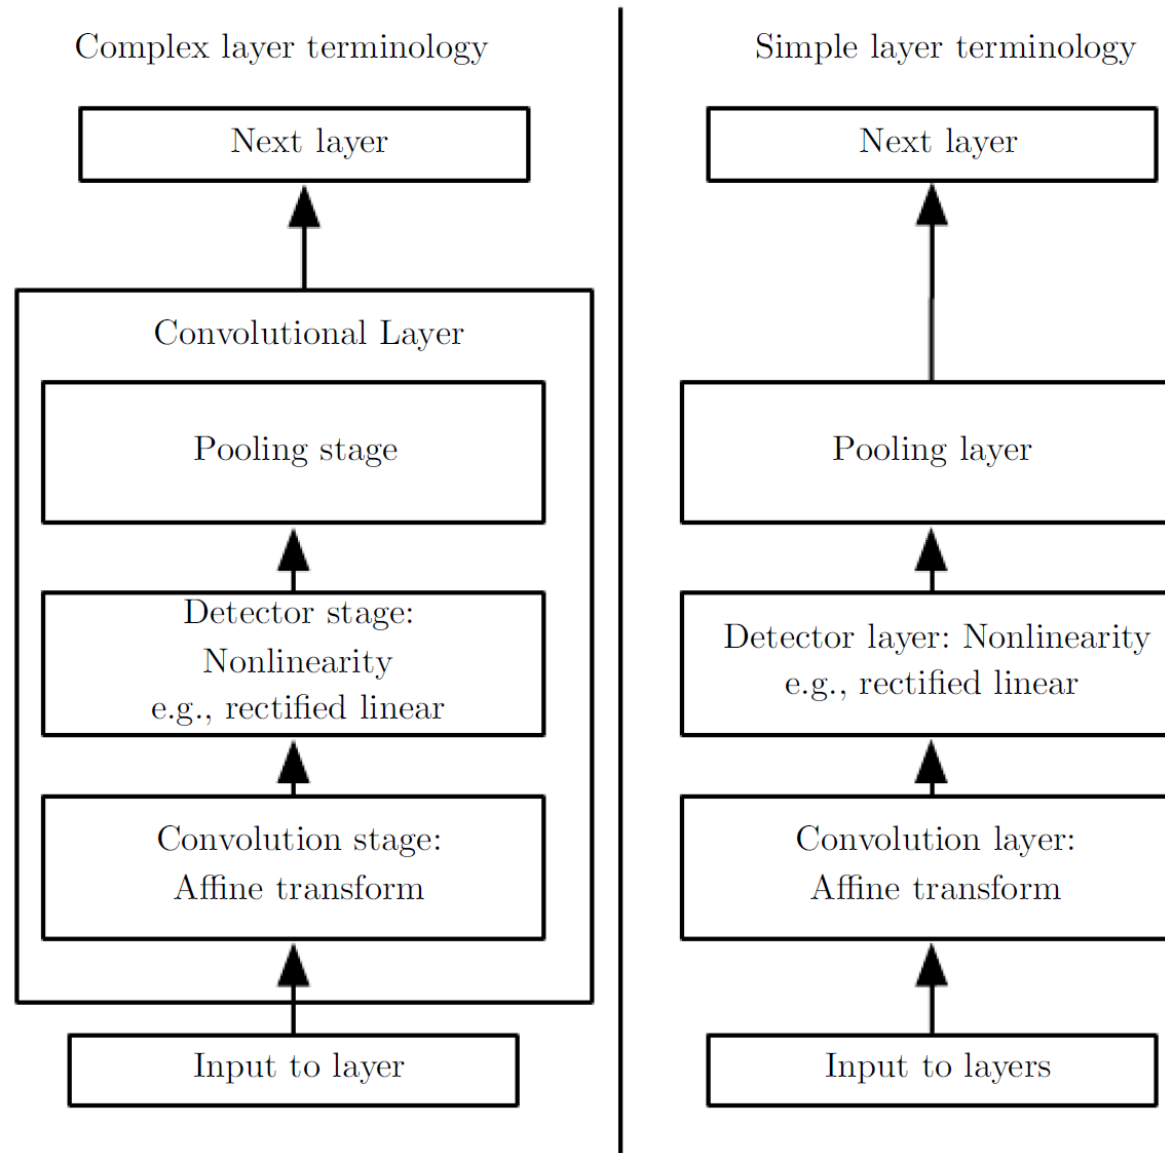 Complex layer terminology
Next layer
Convolutional Layer
Pooling stage
Detector stage:
Nonlinearity
e.g., rectified linear
Convolution stage:
Affine transform
Input to layer
Simple layer terminology
Next layer
Pooling layer
Detector layer: Nonlinearity
e.g., rectified linear
Convolution layer:
Affine transform
Input to layers